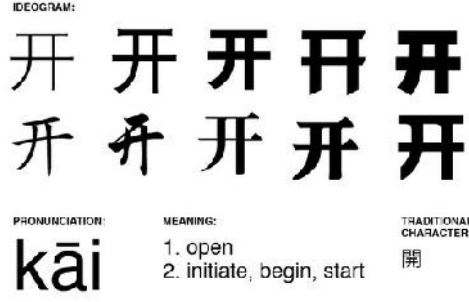 IDEOGRAM:
开 开 开 开 开
开 开 开 开 开
PRONUNCIATION:
kāi
MEANING:
1. open
2. initiate, begin, start
TRADITIONAL
CHARACTER
開